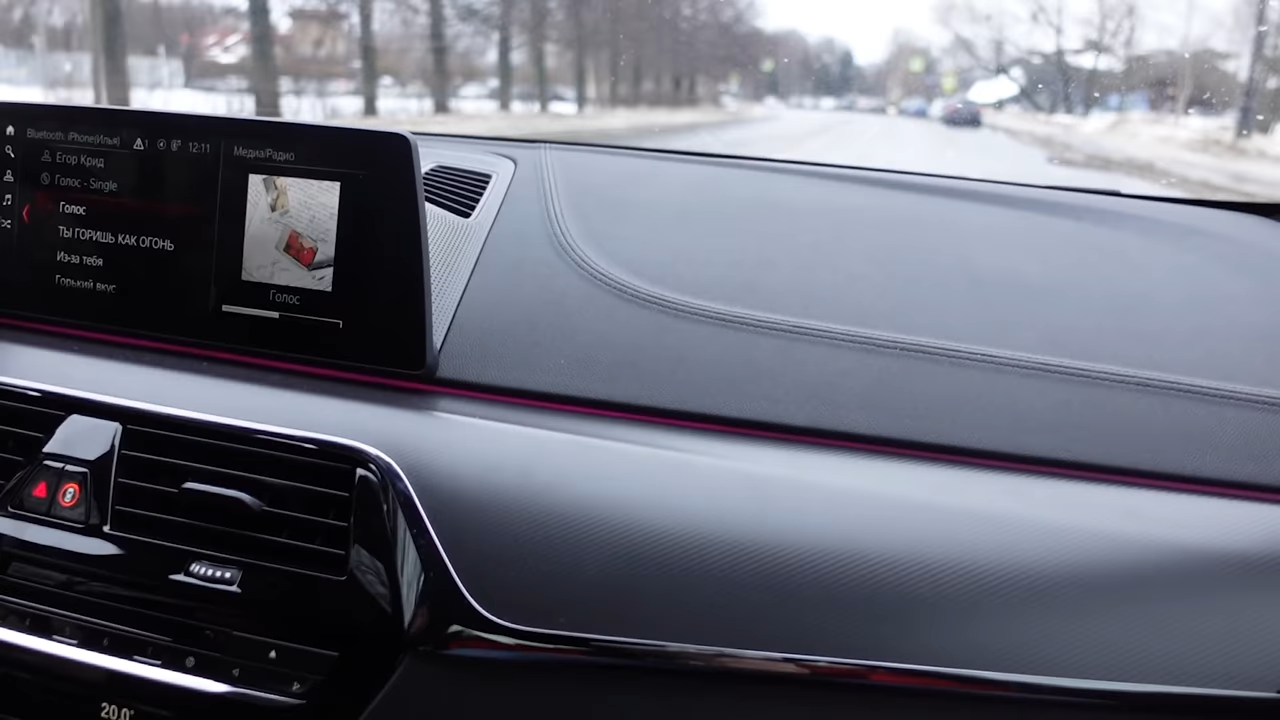 Bluetooth: iPhone(Илья)
1
12:11
Медиа/Радио
Егор Крид
Голос - Single
Голос
ТЫ ГОРИШЬ КАК ОГОНЬ
Из-за тебя
Горький вкус
Голос
20.0°